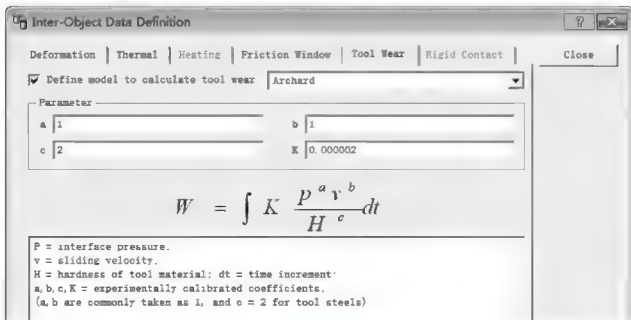 Inter-Object Data Definition
Deformation | Thermal | Heating | Friction Window | Tool Wear | Rigid Contact | Close
Define model to calculate tool wear Archard
Parameter
a 1 b 1
c 2 K 0.000002
W = ∫ K p^a v^b / H^c dt
P = interface pressure.
v = sliding velocity.
H = hardness of tool material; dt = time increment.
a, b, c, K = experimentally calibrated coefficients.
(a, b are commonly taken as 1, and c = 2 for tool steels)